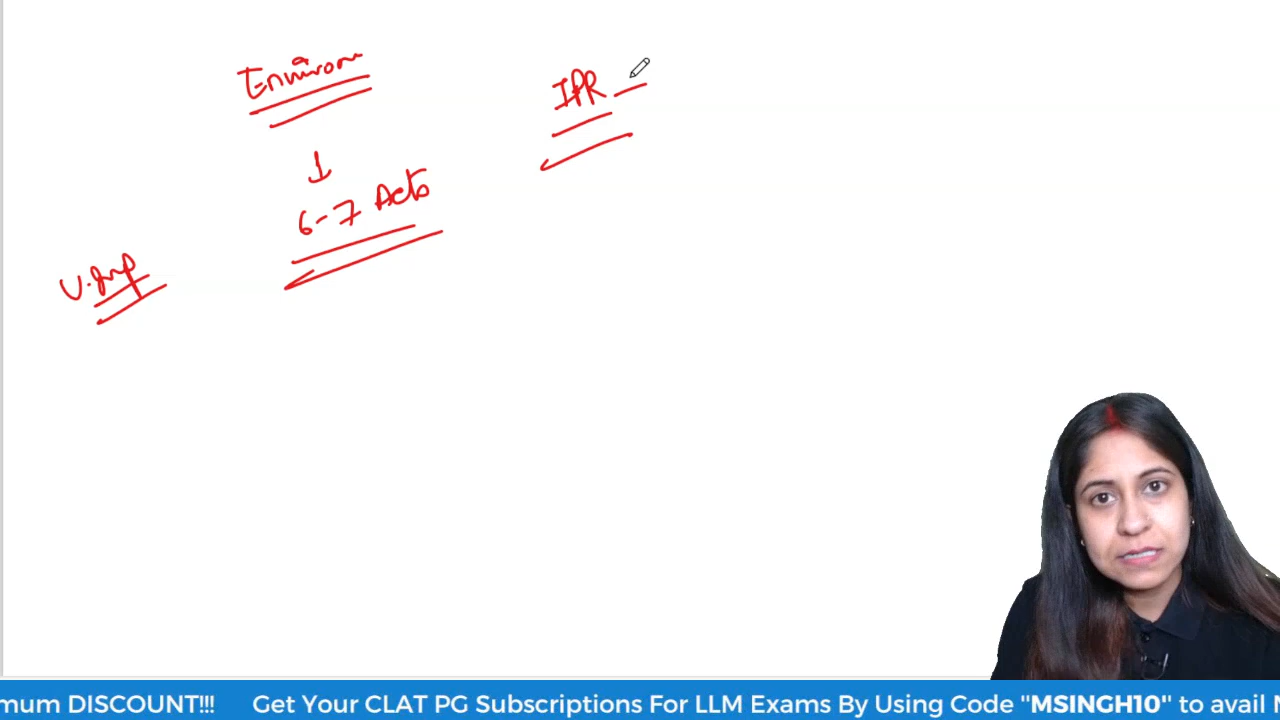 Environ
IPR
6-7 Acts
V.Imp
mum DISCOUNT!!! Get Your CLAT PG Subscriptions For LLM Exams By Using Code "MSINGH10" to avail